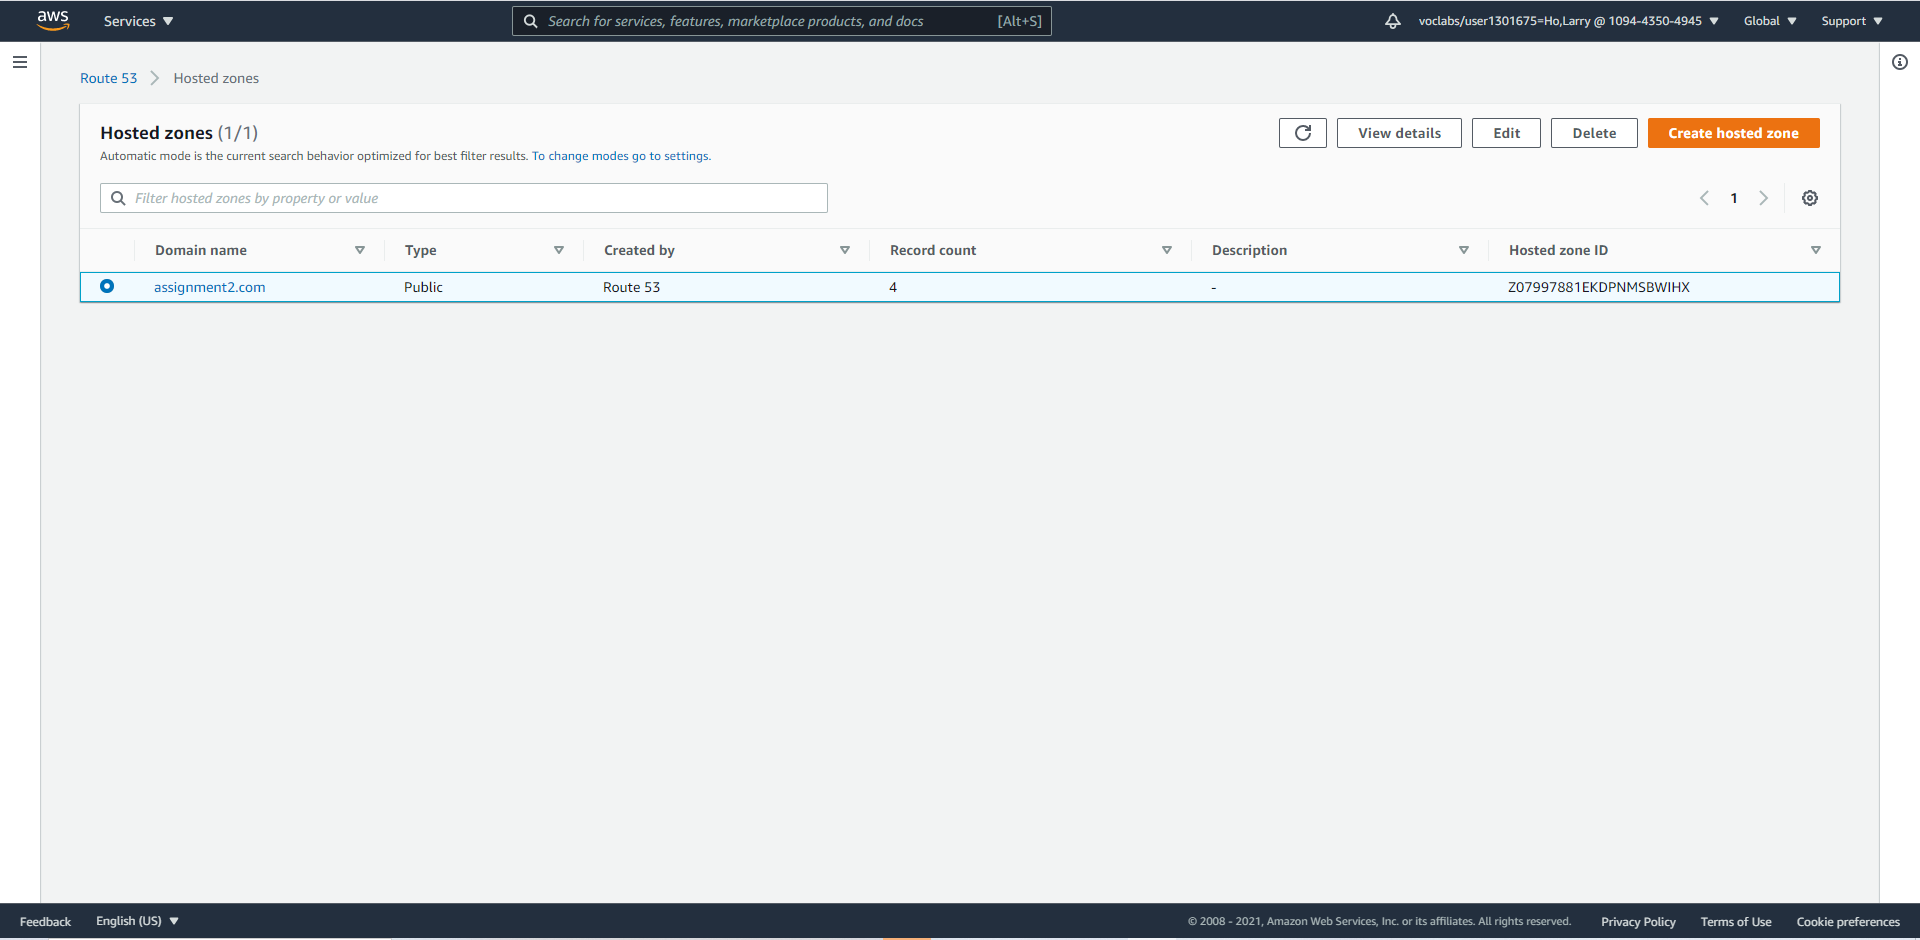 aws Services Search for services, features, marketplace products, and docs [Alt+S] voclabs/user1301675=Ho,Larry @ 1094-4350-4945 Global Support
Route 53 Hosted zones
Hosted zones (1/1) View details Edit Delete Create hosted zone
Automatic mode is the current search behavior optimized for best filter results. To change modes go to settings.
Filter hosted zones by property or value 1
Domain name Type Created by Record count Description Hosted zone ID
assignment2.com Public Route 53 4 - Z07997881EKDPNMSBWIHX
Feedback English (US) © 2008 - 2021, Amazon Web Services, Inc. or its affiliates. All rights reserved. Privacy Policy Terms of Use Cookie preferences